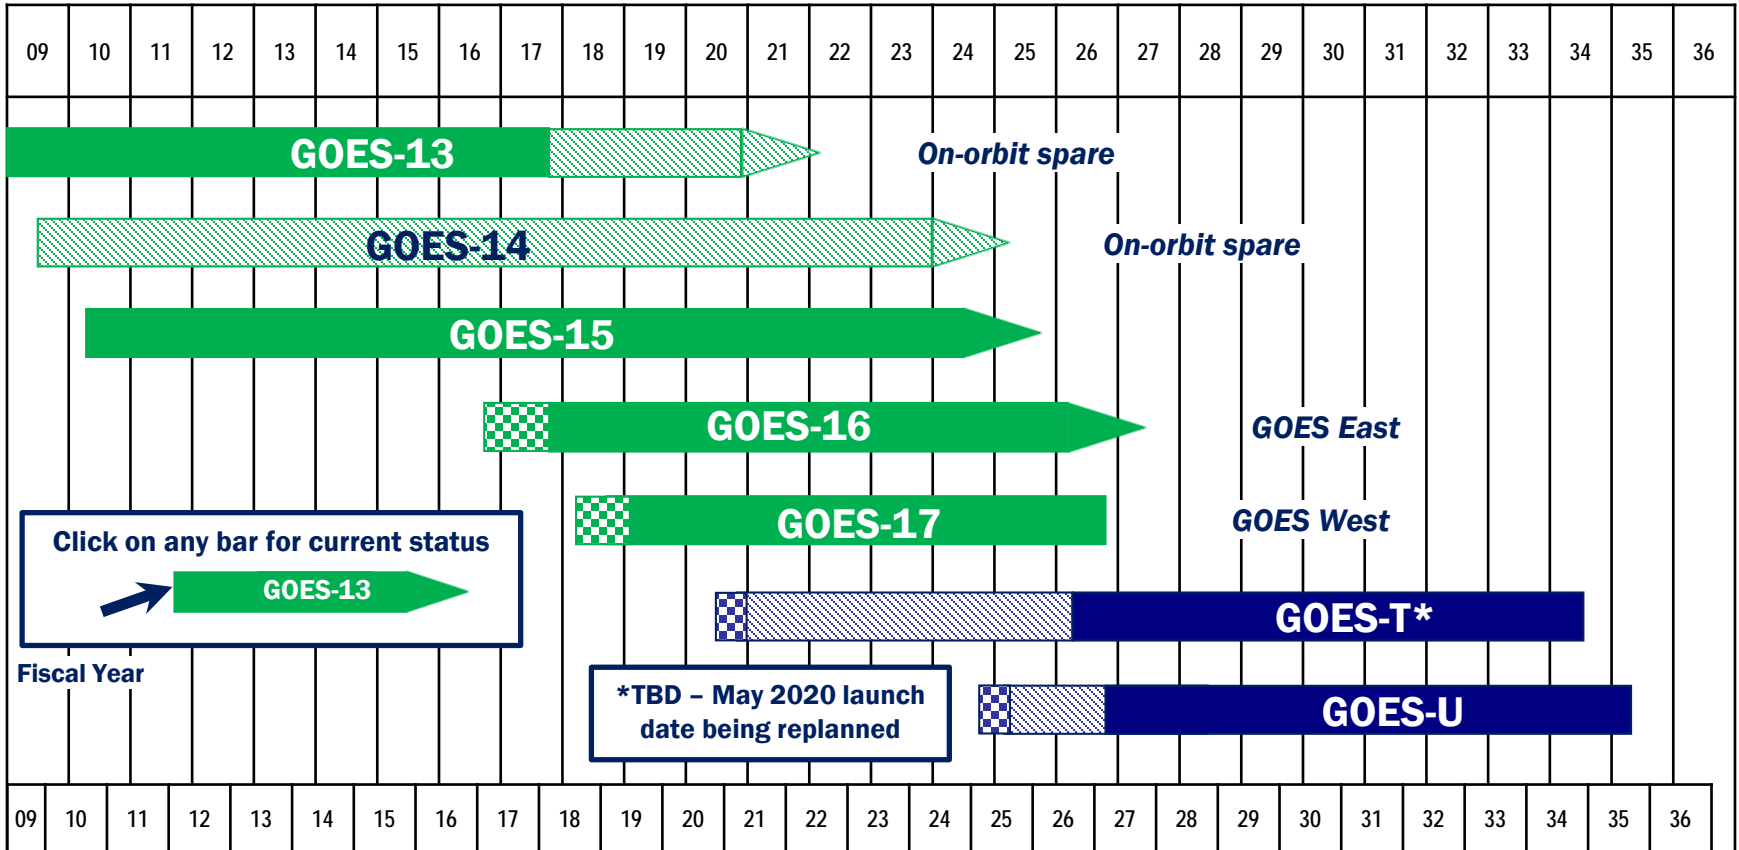 09 10 11 12 13 14 15 16 17 18 19 20 21 22 23 24 25 26 27 28 29 30 31 32 33 34 35 36
GOES-13 On-orbit spare
GOES-14 On-orbit spare
GOES-15
GOES-16 GOES East
GOES-17 GOES West
Click on any bar for current status
GOES-13
GOES-T*
Fiscal Year
*TBD – May 2020 launch
date being replanned
GOES-U
09 10 11 12 13 14 15 16 17 18 19 20 21 22 23 24 25 26 27 28 29 30 31 32 33 34 35 36